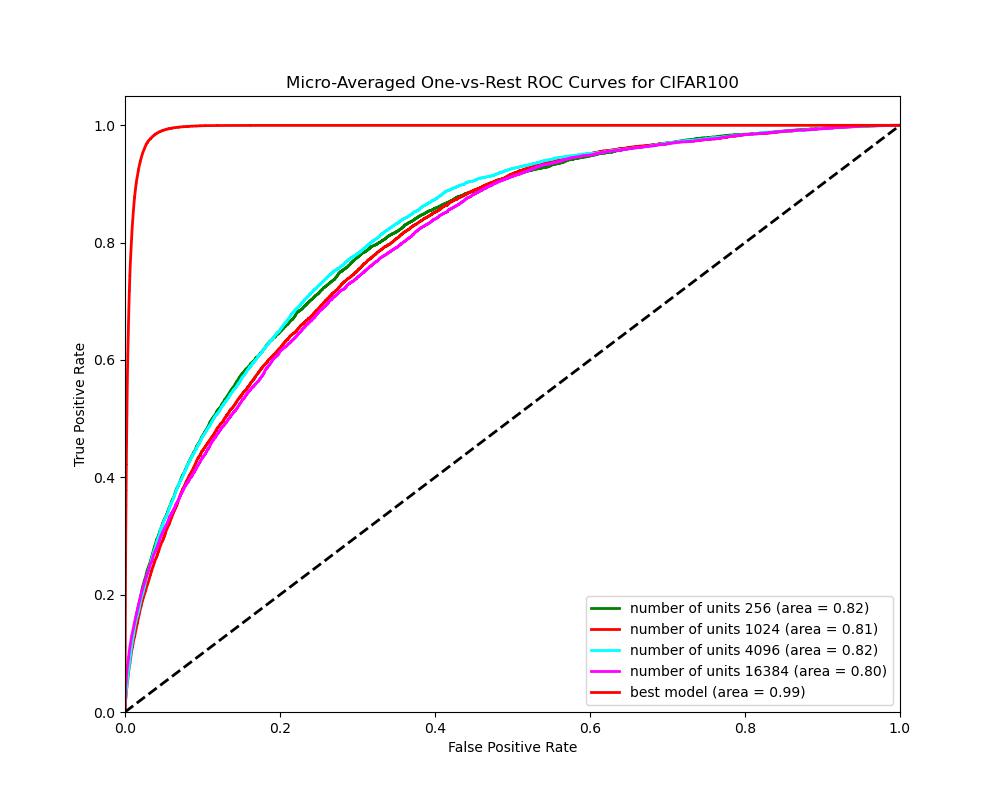 Micro-Averaged One-vs-Rest ROC Curves for CIFAR100
1.0
0.8
0.6
0.4
0.2
0.0
True Positive Rate
number of units 256 (area = 0.82)
number of units 1024 (area = 0.81)
number of units 4096 (area = 0.82)
number of units 16384 (area = 0.80)
best model (area = 0.99)
0.0 0.2 0.4 0.6 0.8 1.0
False Positive Rate